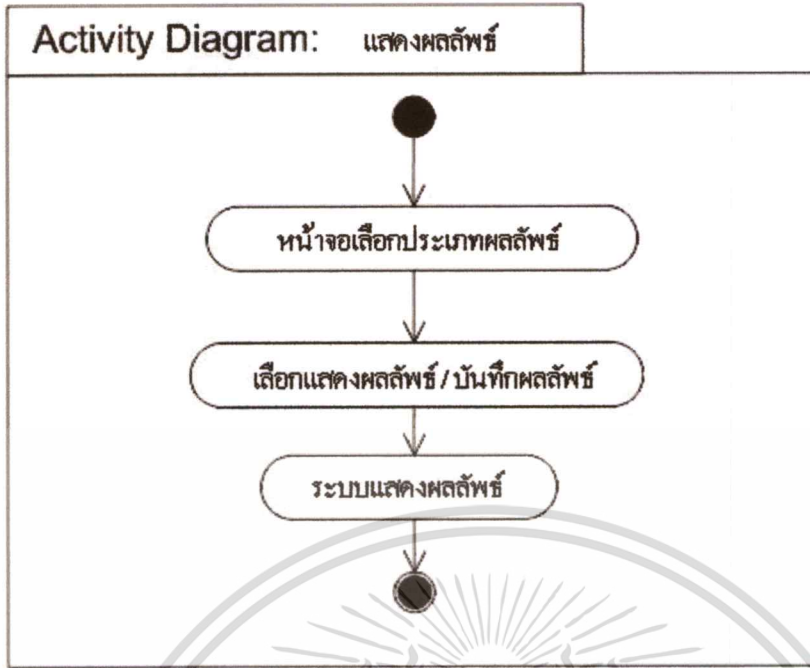 Activity Diagram: แสดงผลลัพธ์
หน้าจอเลือกประเภทผลลัพธ์
เลือกแสดงผลลัพธ์ / บันทึกผลลัพธ์
ระบบแสดงผลลัพธ์